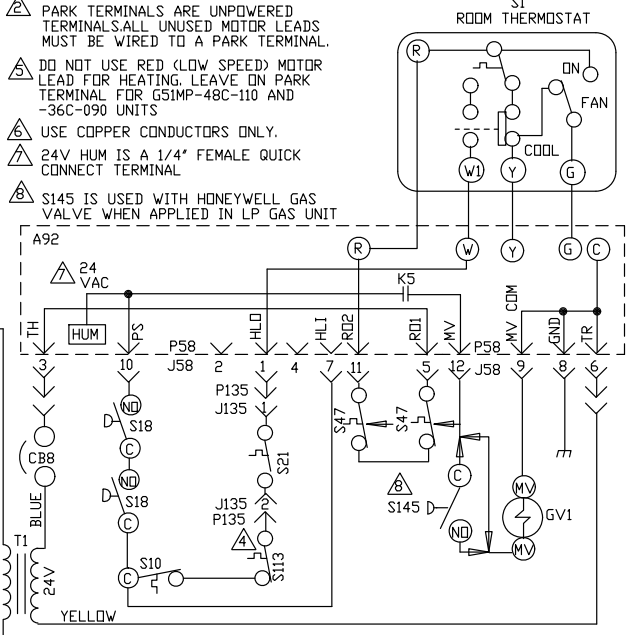 S1
ROOM THERMOSTAT
2 PARK TERMINALS ARE UNPOWERED
TERMINALS.ALL UNUSED MOTOR LEADS
MUST BE WIRED TO A PARK TERMINAL.
5 DO NOT USE RED (LOW SPEED) MOTOR
LEAD FOR HEATING. LEAVE ON PARK
TERMINAL FOR G51MP-48C-110 AND
-36C-090 UNITS
6 USE COPPER CONDUCTORS ONLY.
7 24V HUM IS A 1/4" FEMALE QUICK
CONNECT TERMINAL
8 S145 IS USED WITH HONEYWELL GAS
VALVE WHEN APPLIED IN LP GAS UNIT
R
ON
FAN
COOL
W1 Y G
A92
R W Y G C
7 24
VAC
K5
HUM
TH PS HLO HLI RO2 RO1 MV MV COM GND TR
P58 P58
J58 J58
3 10 2 1 4 7 11 5 12 9 8 6
P135
J135 1
NO
S18
C
S47 S47
CB8
S21
NO
S18
C
8
S145
C
NO
J135 2
P135
MV
GV1
MV
BLUE
4
S113
T1
24V
C
S10
YELLOW